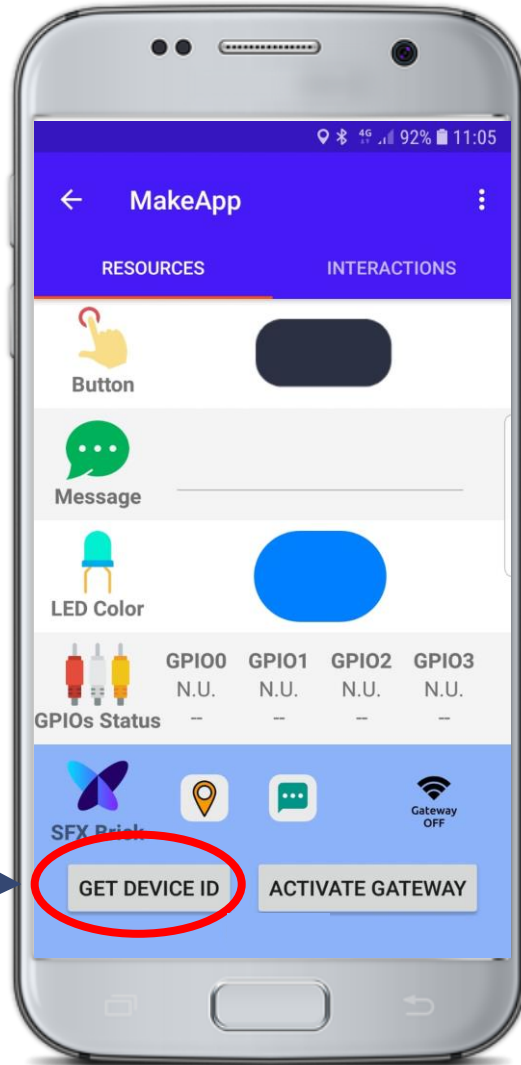 4G 92% 11:05
MakeApp
RESOURCES INTERACTIONS
Button
Message
LED Color
GPIO0 GPIO1 GPIO2 GPIO3
N.U. N.U. N.U. N.U.
-- -- -- --
GPIOs Status
Gateway
OFF
SFX Brick
GET DEVICE ID ACTIVATE GATEWAY